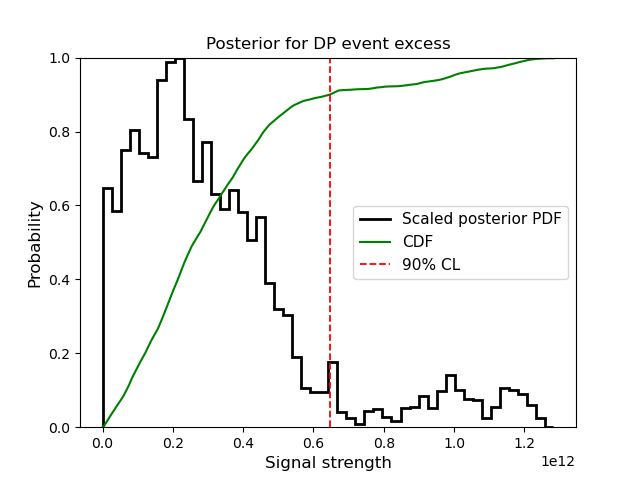 Posterior for DP event excess
1.0
0.8
0.6
0.4
0.2
0.0
Probability
Scaled posterior PDF
CDF
90% CL
0.0 0.2 0.4 0.6 0.8 1.0 1.2
1e12
Signal strength